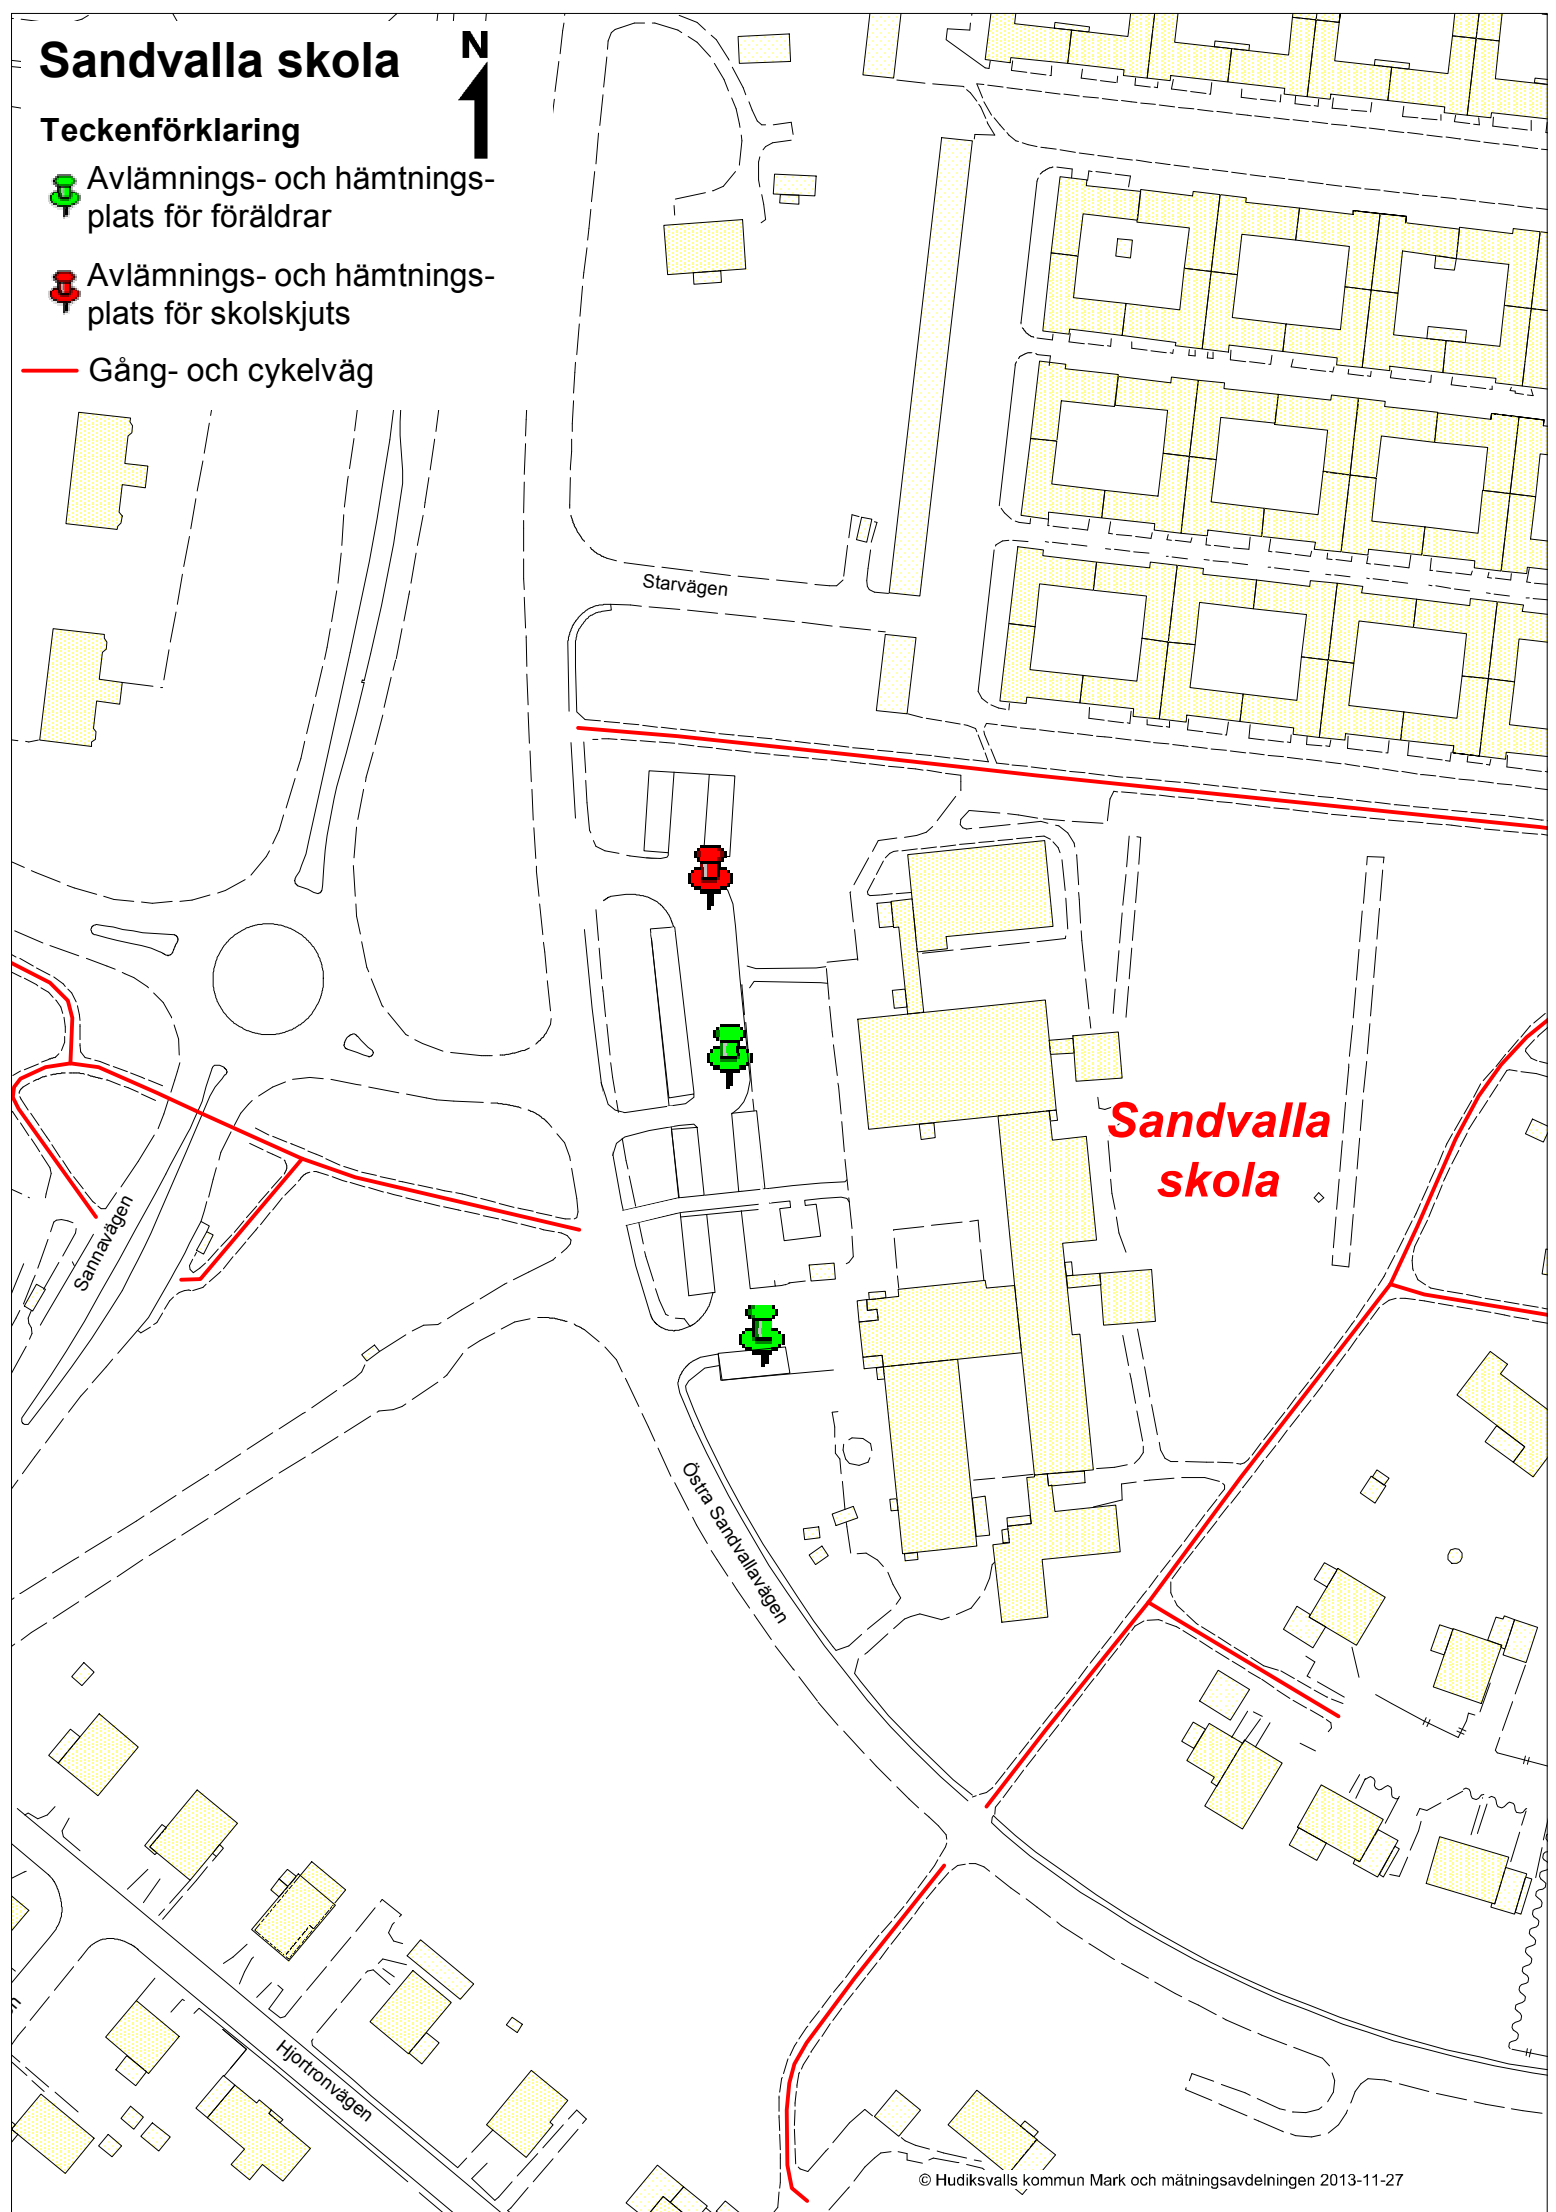 Sandvalla skola
N
Teckenförklaring
Avlämnings- och hämtnings-
plats för föräldrar
Avlämnings- och hämtnings-
plats för skolskjuts
Gång- och cykelväg
Starvägen
Sandvalla
skola
Sannavägen
Östra Sandvallavägen
Hjortronvägen
© Hudiksvalls kommun Mark och mätningsavdelningen 2013-11-27